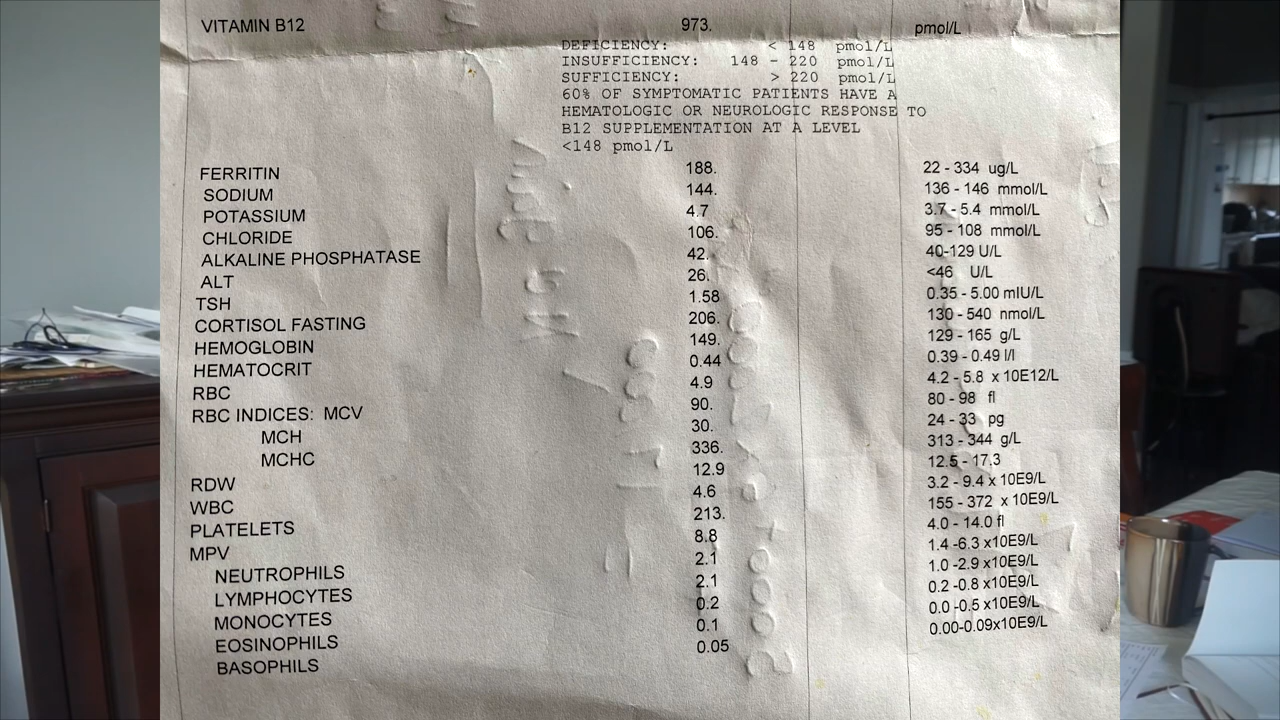 VITAMIN B12 973. pmol/L
DEFICIENCY: < 148 pmol/L
INSUFFICIENCY: 148 - 220 pmol/L
SUFFICIENCY: > 220 pmol/L
60% OF SYMPTOMATIC PATIENTS HAVE A
HEMATOLOGIC OR NEUROLOGIC RESPONSE TO
B12 SUPPLEMENTATION AT A LEVEL
<148 pmol/L
FERRITIN 188. 22 - 334 ug/L
SODIUM 144. 136 - 146 mmol/L
POTASSIUM 4.7 3.7 - 5.4 mmol/L
CHLORIDE 106. 95 - 108 mmol/L
ALKALINE PHOSPHATASE 42. 40-129 U/L
ALT 26. <46 U/L
TSH 1.58 0.35 - 5.00 mIU/L
CORTISOL FASTING 206. 130 - 540 nmol/L
HEMOGLOBIN 149. 129 - 165 g/L
HEMATOCRIT 0.44 0.39 - 0.49 l/l
RBC 4.9 4.2 - 5.8 x 10E12/L
RBC INDICES: MCV 90. 80 - 98 fl
MCH 30. 24 - 33 pg
MCHC 336. 313 - 344 g/L
RDW 12.9 12.5 - 17.3
WBC 4.6 3.2 - 9.4 x 10E9/L
PLATELETS 213. 155 - 372 x 10E9/L
MPV 8.8 4.0 - 14.0 fl
NEUTROPHILS 2.1 1.4 -6.3 x10E9/L
LYMPHOCYTES 2.1 1.0 -2.9 x10E9/L
MONOCYTES 0.2 0.2 -0.8 x10E9/L
EOSINOPHILS 0.1 0.0 -0.5 x10E9/L
BASOPHILS 0.05 0.00-0.09x10E9/L